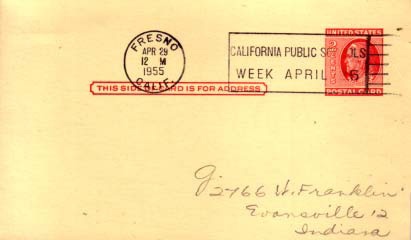 FRESNO
APR 29
12 M
1955
CALIF.
CALIFORNIA PUBLIC
WEEK APRIL
UNITED STATES
POSTAL CARD
THIS SIDE OF CARD IS FOR ADDRESS
2766 W. Franklin
Evansville 12
Indiana